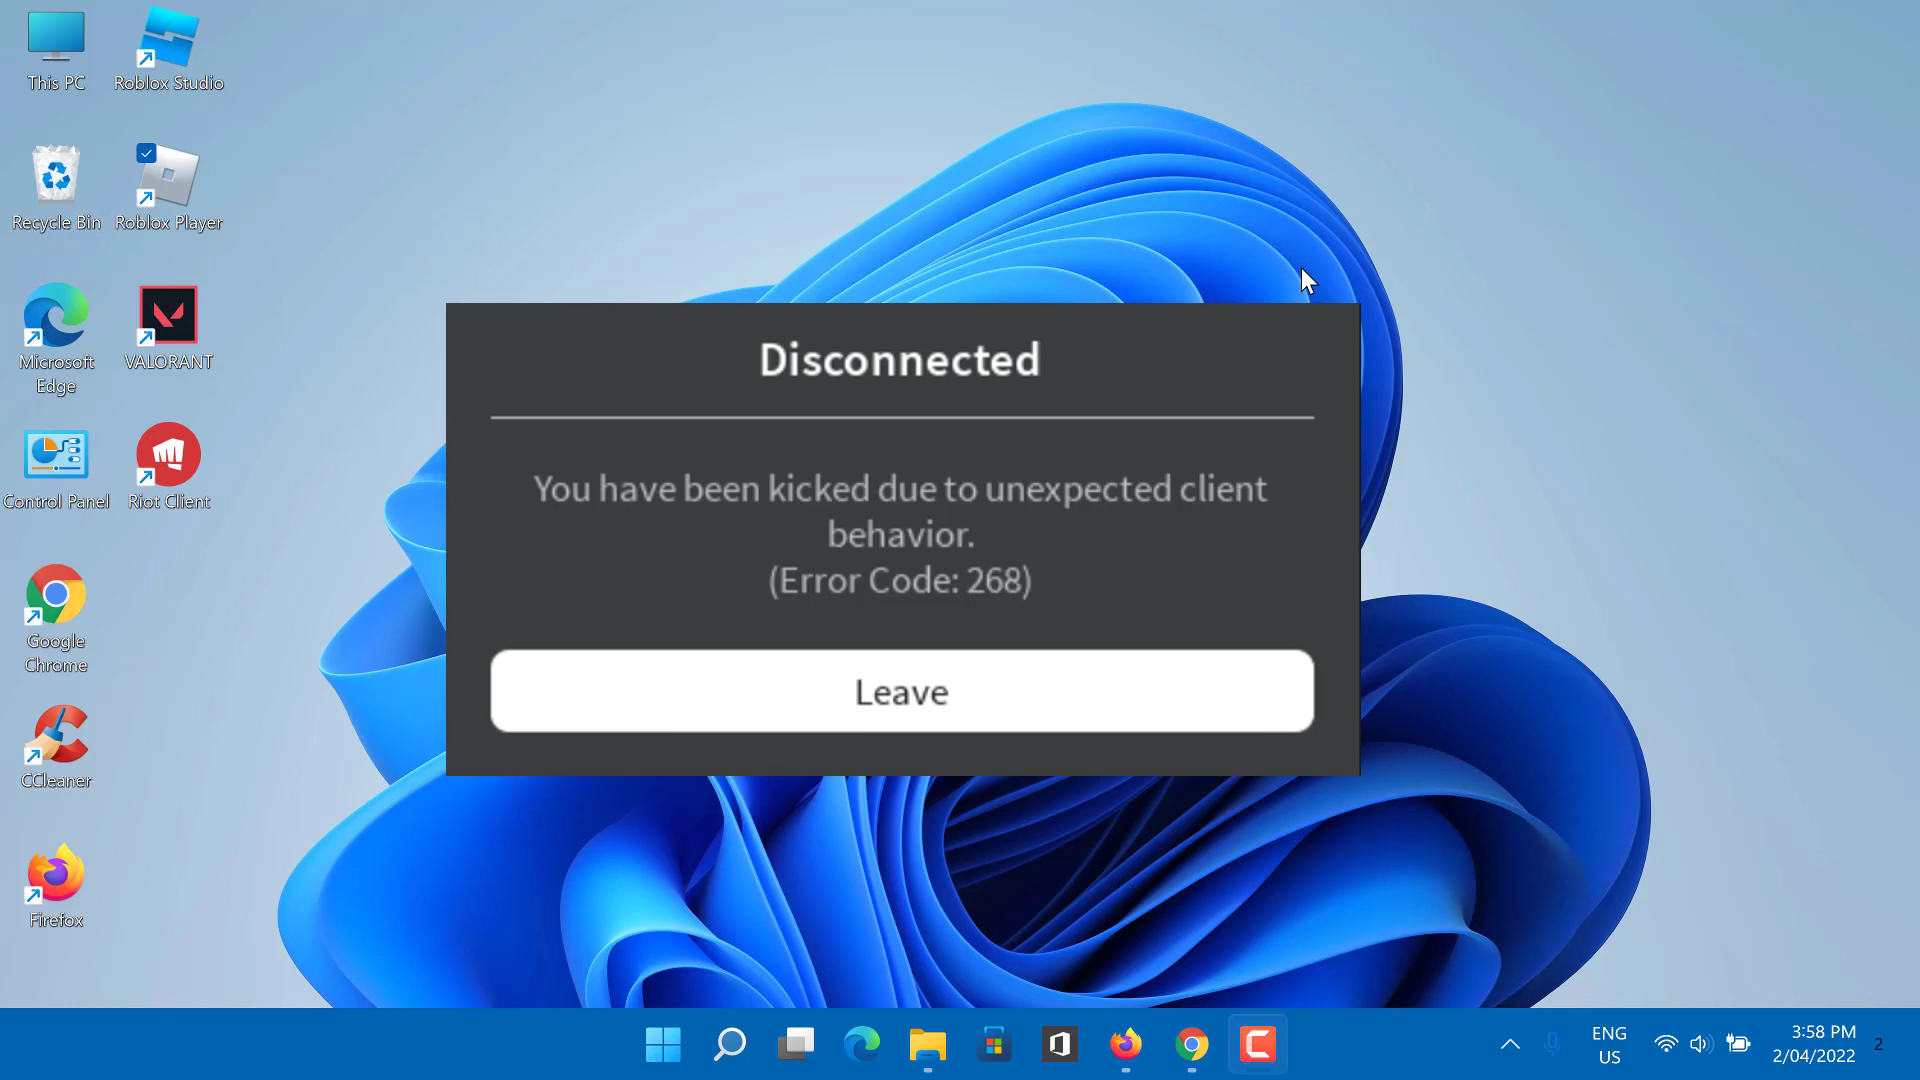 This PC
Roblox Studio
Recycle Bin
Roblox Player
Microsoft
Edge
VALORANT
Control Panel
Riot Client
Google
Chrome
CCleaner
Firefox
Disconnected
You have been kicked due to unexpected client
behavior.
(Error Code: 268)
Leave
ENG
US
3:58 PM
2/04/2022
2